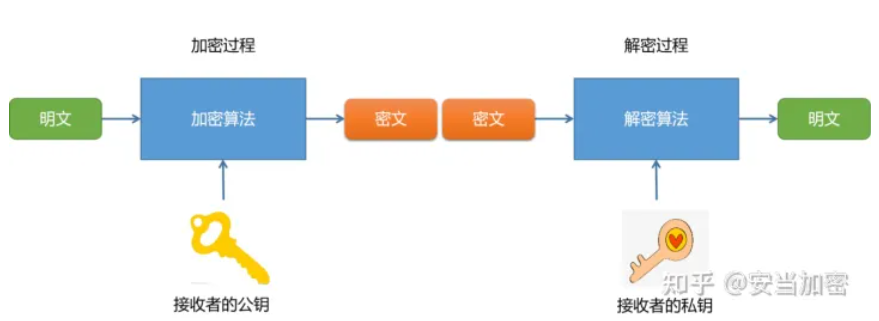 加密过程
解密过程
明文
加密算法
密文
密文
解密算法
明文
接收者的公钥
接收者的私钥
知乎 @安当加密